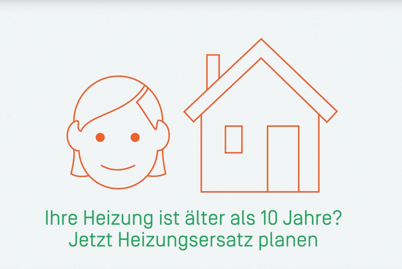 Ihre Heizung ist älter als 10 Jahre?
Jetzt Heizungsersatz planen